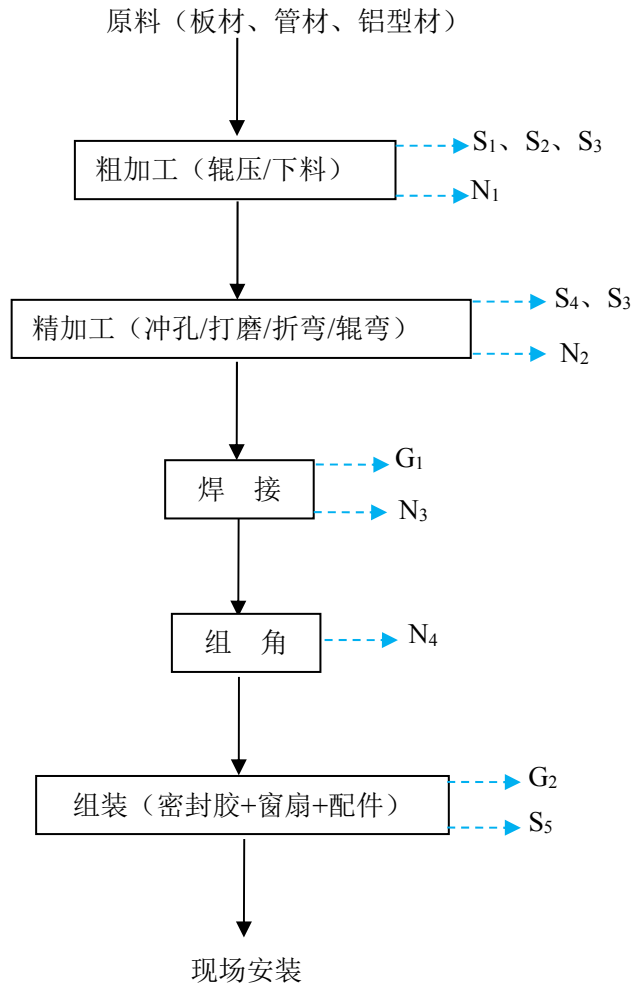 原料（板材、管材、铝型材）
S₁、S₂、S₃
粗加工（辊压/下料）
N₁
S₄、S₃
精加工（冲孔/打磨/折弯/辊弯）
N₂
G₁
焊 接
N₃
组 角
N₄
G₂
组装（密封胶+窗扇+配件）
S₅
现场安装